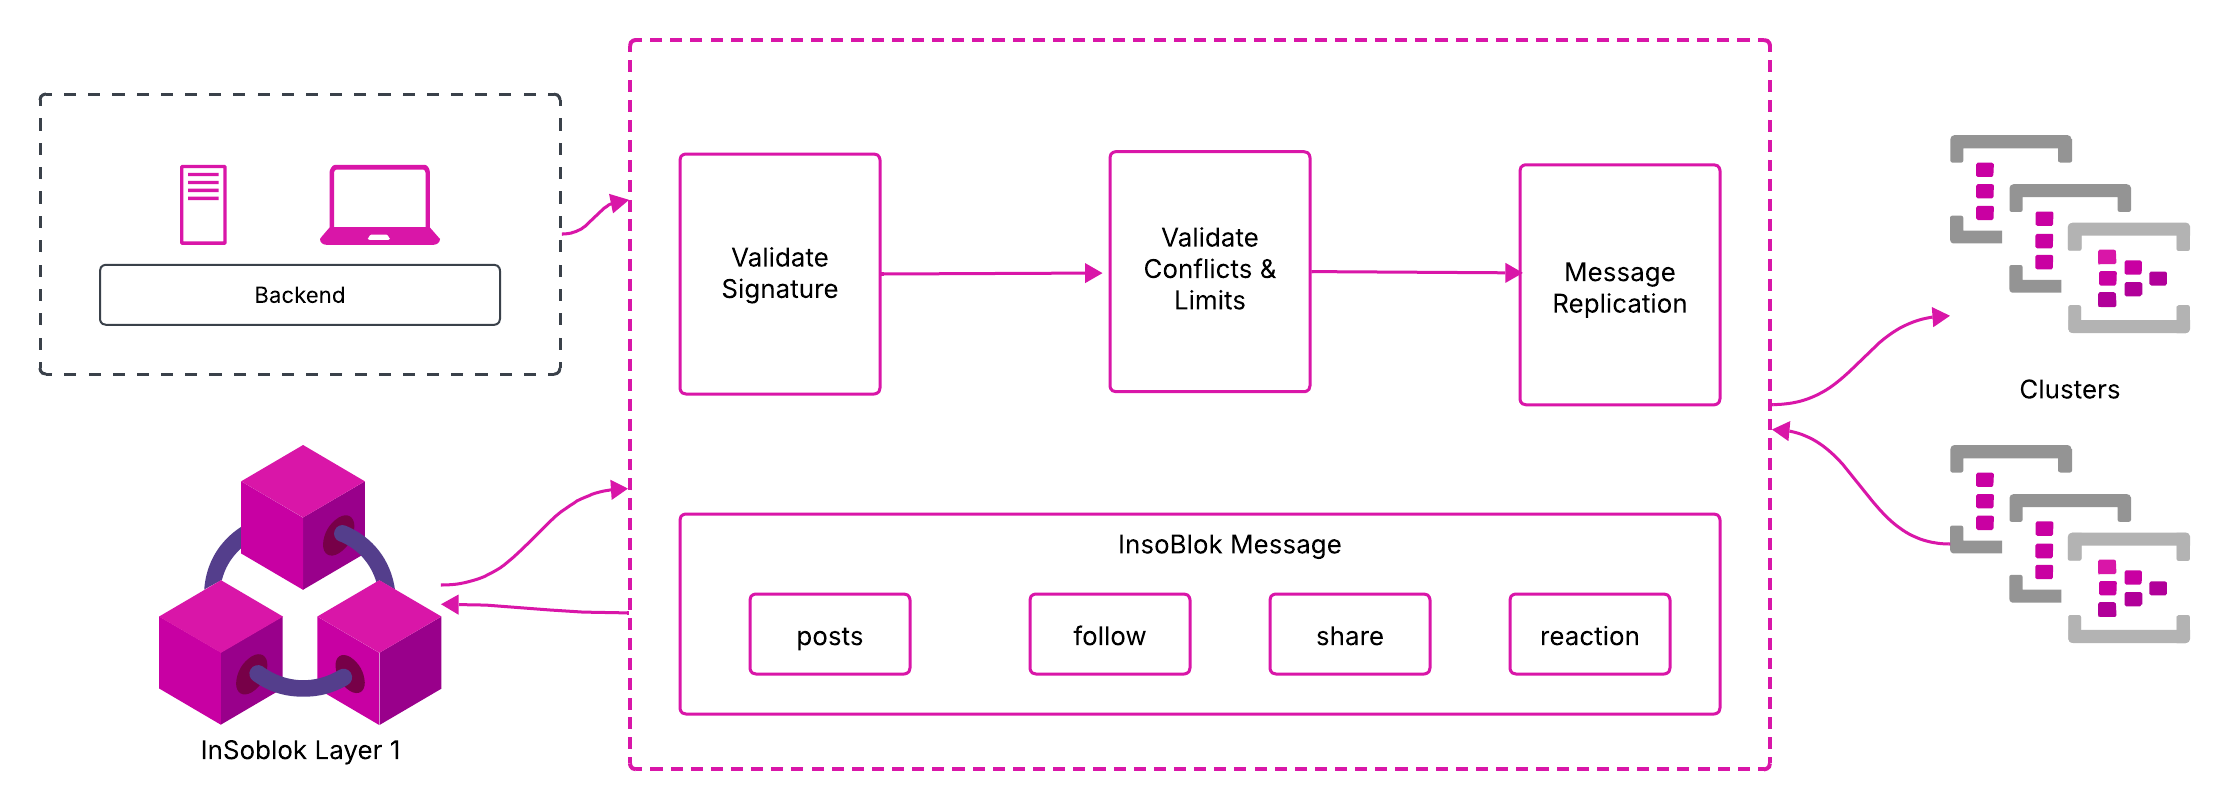 Backend
Validate
Signature
Validate
Conflicts &
Limits
Message
Replication
Clusters
InsoBlok Message
posts
follow
share
reaction
InSoblok Layer 1